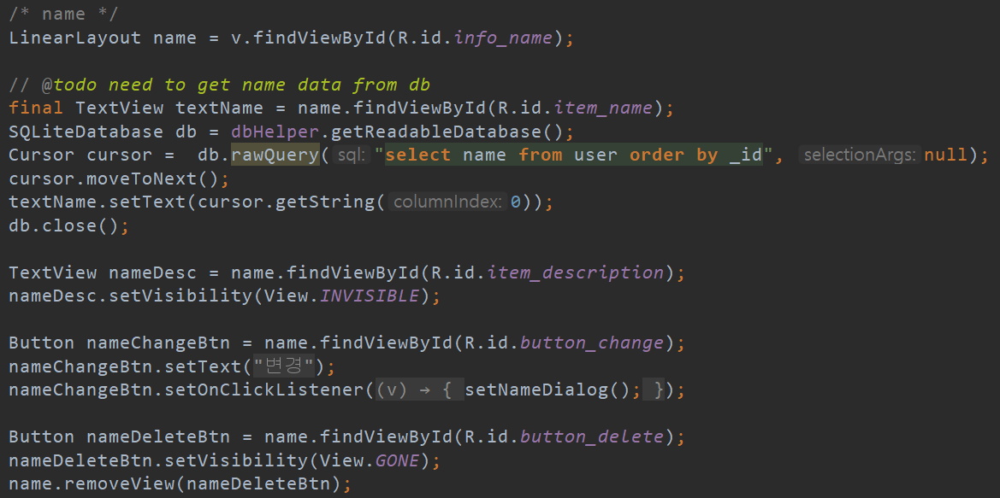 /* name */
LinearLayout name = v.findViewById(R.id.info_name);
// @todo need to get name data from db
final TextView textName = name.findViewById(R.id.item_name);
SQLiteDatabase db = dbHelper.getReadableDatabase();
Cursor cursor =  db.rawQuery( sql: "select name from user order by _id", selectionArgs: null);
cursor.moveToNext();
textName.setText(cursor.getString( columnIndex: 0));
db.close();
TextView nameDesc = name.findViewById(R.id.item_description);
nameDesc.setVisibility(View.INVISIBLE);
Button nameChangeBtn = name.findViewById(R.id.button_change);
nameChangeBtn.setText("변경");
nameChangeBtn.setOnClickListener((v) → { setNameDialog(); });
Button nameDeleteBtn = name.findViewById(R.id.button_delete);
nameDeleteBtn.setVisibility(View.GONE);
name.removeView(nameDeleteBtn);